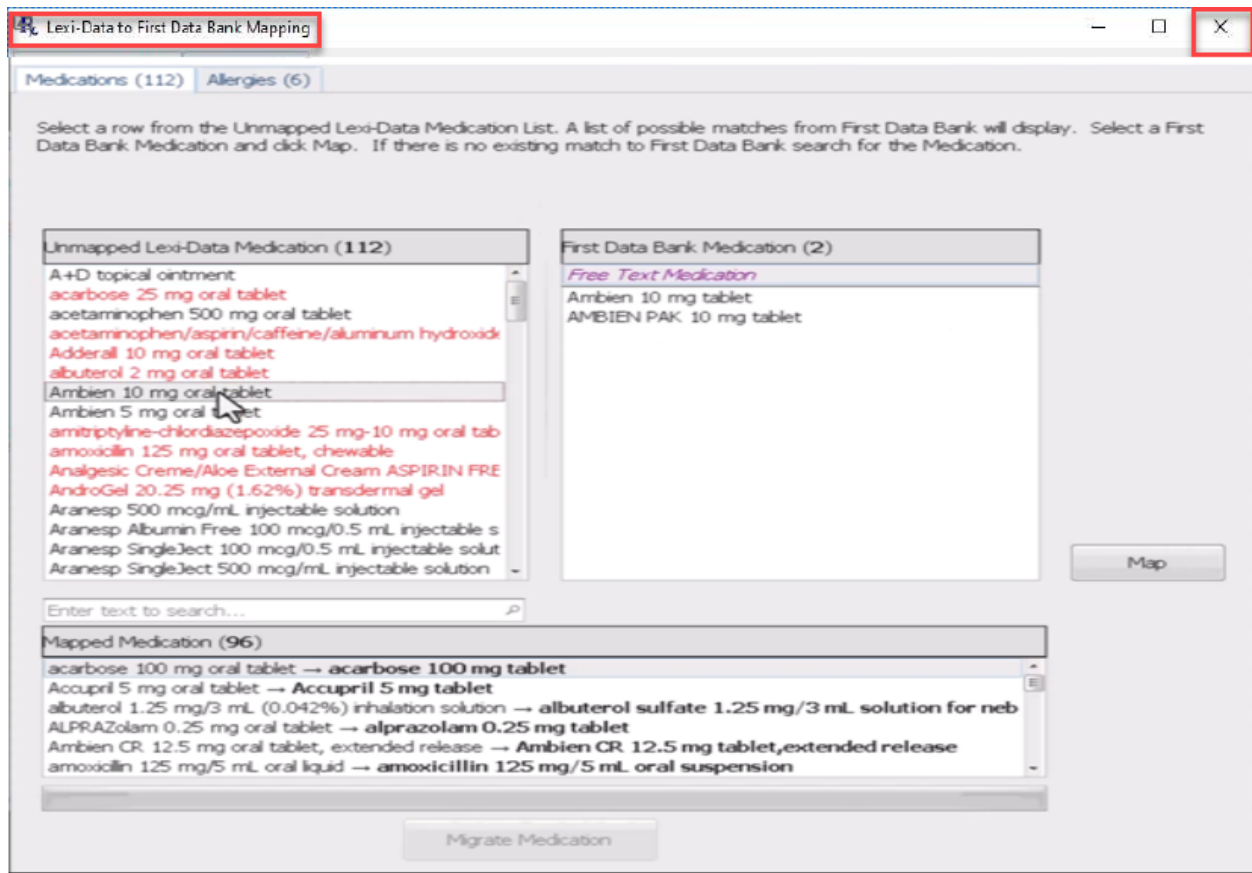 Lexi-Data to First Data Bank Mapping
Medications (112) Allergies (6)
Select a row from the Unmapped Lexi-Data Medication List. A list of possible matches from First Data Bank will display. Select a First
Data Bank Medication and click Map. If there is no existing match to First Data Bank search for the Medication.
Unmapped Lexi-Data Medication (112)
A+D topical ointment
acarbose 25 mg oral tablet
acetaminophen 500 mg oral tablet
acetaminophen/aspirin/caffeine/aluminum hydroxide
Adderall 10 mg oral tablet
albuterol 2 mg oral tablet
Ambien 10 mg oral tablet
Ambien 5 mg oral tablet
amitriptyline-chlordiazepoxide 25 mg-10 mg oral tab
amoxicillin 125 mg oral tablet, chewable
Analgesic Creme/Aloe External Cream ASPIRIN FRE
AndroGel 20.25 mg (1.62%) transdermal gel
Aranesp 500 mcg/mL injectable solution
Aranesp Albumin Free 100 mcg/0.5 mL injectable s
Aranesp SingleJect 100 mcg/0.5 mL injectable solut
Aranesp SingleJect 500 mcg/mL injectable solution
First Data Bank Medication (2)
Free Text Medication
Ambien 10 mg tablet
AMBIEN PAK 10 mg tablet
Map
Enter text to search...
Mapped Medication (96)
acarbose 100 mg oral tablet → acarbose 100 mg tablet
Accupril 5 mg oral tablet → Accupril 5 mg tablet
albuterol 1.25 mg/3 mL (0.042%) inhalation solution → albuterol sulfate 1.25 mg/3 mL solution for neb
ALPRAZolam 0.25 mg oral tablet → alprazolam 0.25 mg tablet
Ambien CR 12.5 mg oral tablet, extended release → Ambien CR 12.5 mg tablet,extended release
amoxicillin 125 mg/5 mL oral liquid → amoxicillin 125 mg/5 mL oral suspension
Migrate Medication